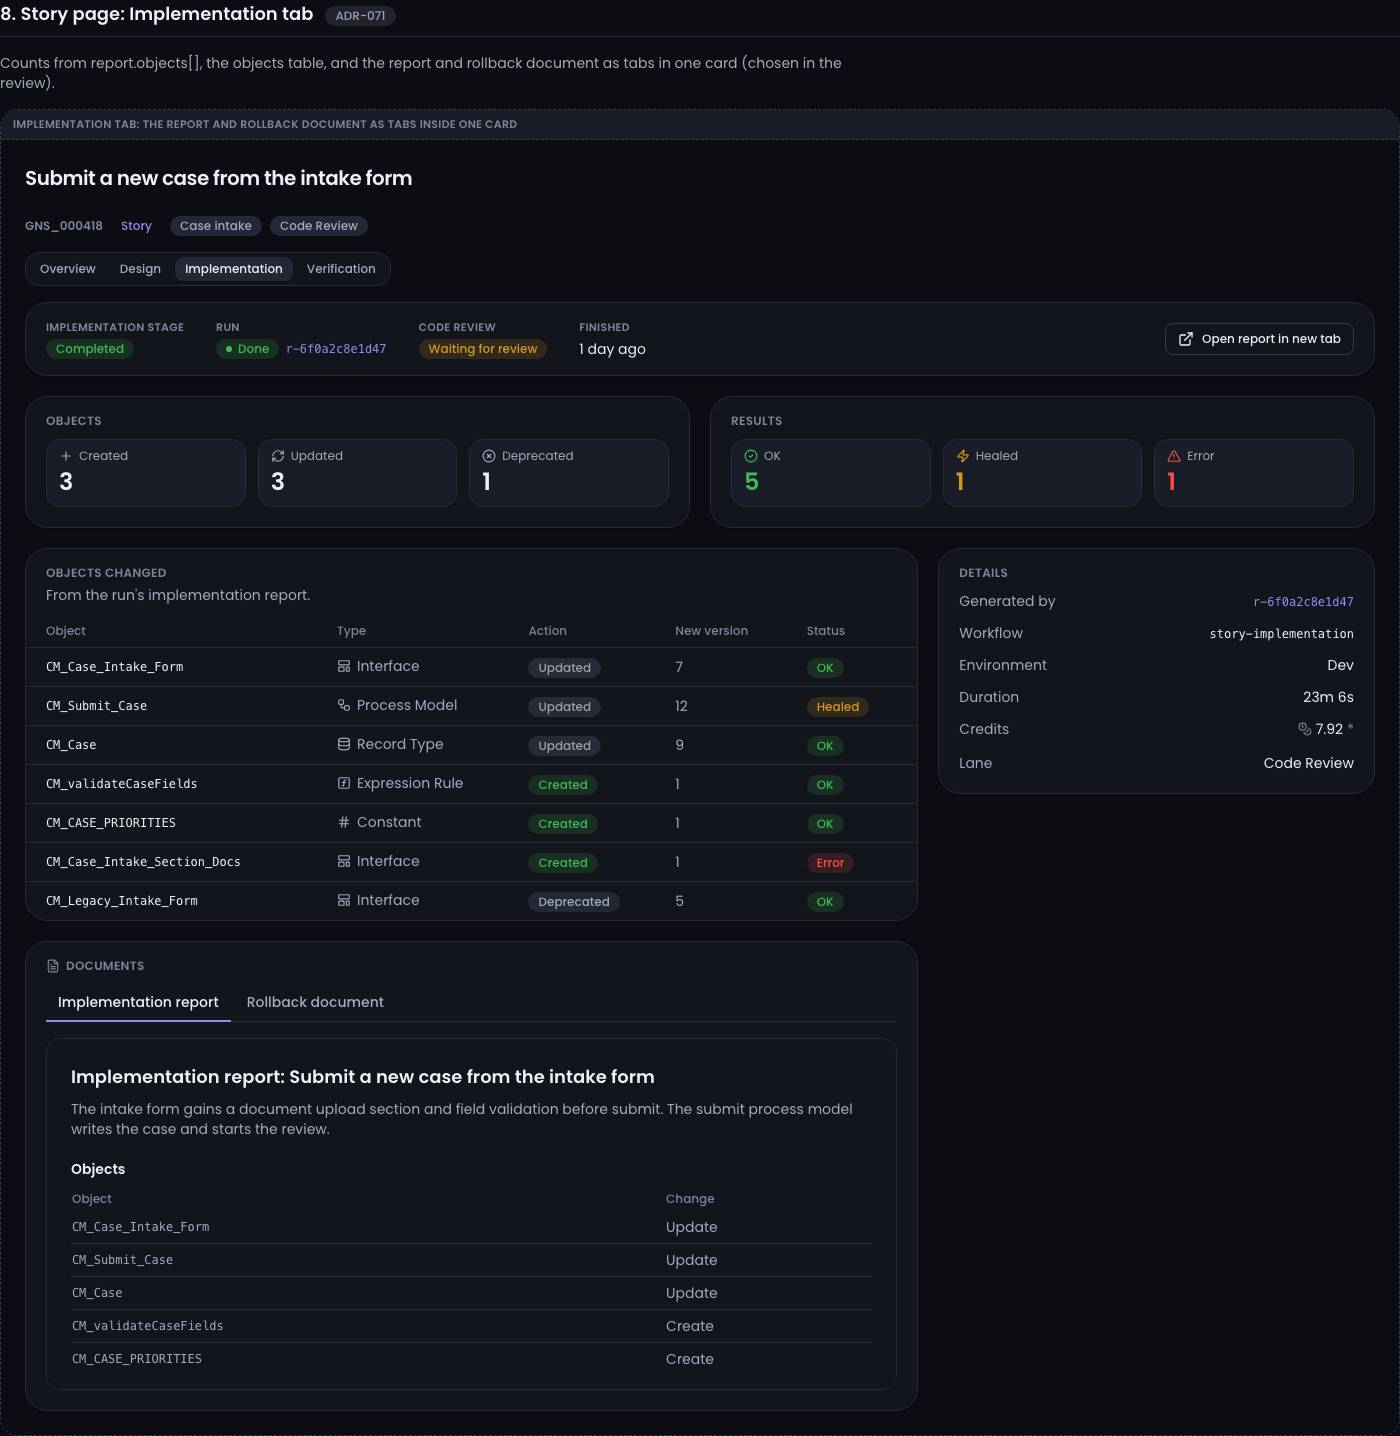 8. Story page: Implementation tab ADR-071
Counts from report.objects[], the objects table, and the report and rollback document as tabs in one card (chosen in the
review).
IMPLEMENTATION TAB: THE REPORT AND ROLLBACK DOCUMENT AS TABS INSIDE ONE CARD
Submit a new case from the intake form
GNS_000418 Story Case intake Code Review
Overview Design Implementation Verification
IMPLEMENTATION STAGE RUN CODE REVIEW FINISHED
Completed Done r-6f0a2c8e1d47 Waiting for review 1 day ago
Open report in new tab
OBJECTS
Created Updated Deprecated
3 3 1
RESULTS
OK Healed Error
5 1 1
OBJECTS CHANGED
From the run's implementation report.
Object Type Action New version Status
CM_Case_Intake_Form Interface Updated 7 OK
CM_Submit_Case Process Model Updated 12 Healed
CM_Case Record Type Updated 9 OK
CM_validateCaseFields Expression Rule Created 1 OK
CM_CASE_PRIORITIES Constant Created 1 OK
CM_Case_Intake_Section_Docs Interface Created 1 Error
CM_Legacy_Intake_Form Interface Deprecated 5 OK
DETAILS
Generated by r-6f0a2c8e1d47
Workflow story-implementation
Environment Dev
Duration 23m 6s
Credits 7.92 *
Lane Code Review
DOCUMENTS
Implementation report Rollback document
Implementation report: Submit a new case from the intake form
The intake form gains a document upload section and field validation before submit. The submit process model
writes the case and starts the review.
Objects
Object Change
CM_Case_Intake_Form Update
CM_Submit_Case Update
CM_Case Update
CM_validateCaseFields Create
CM_CASE_PRIORITIES Create